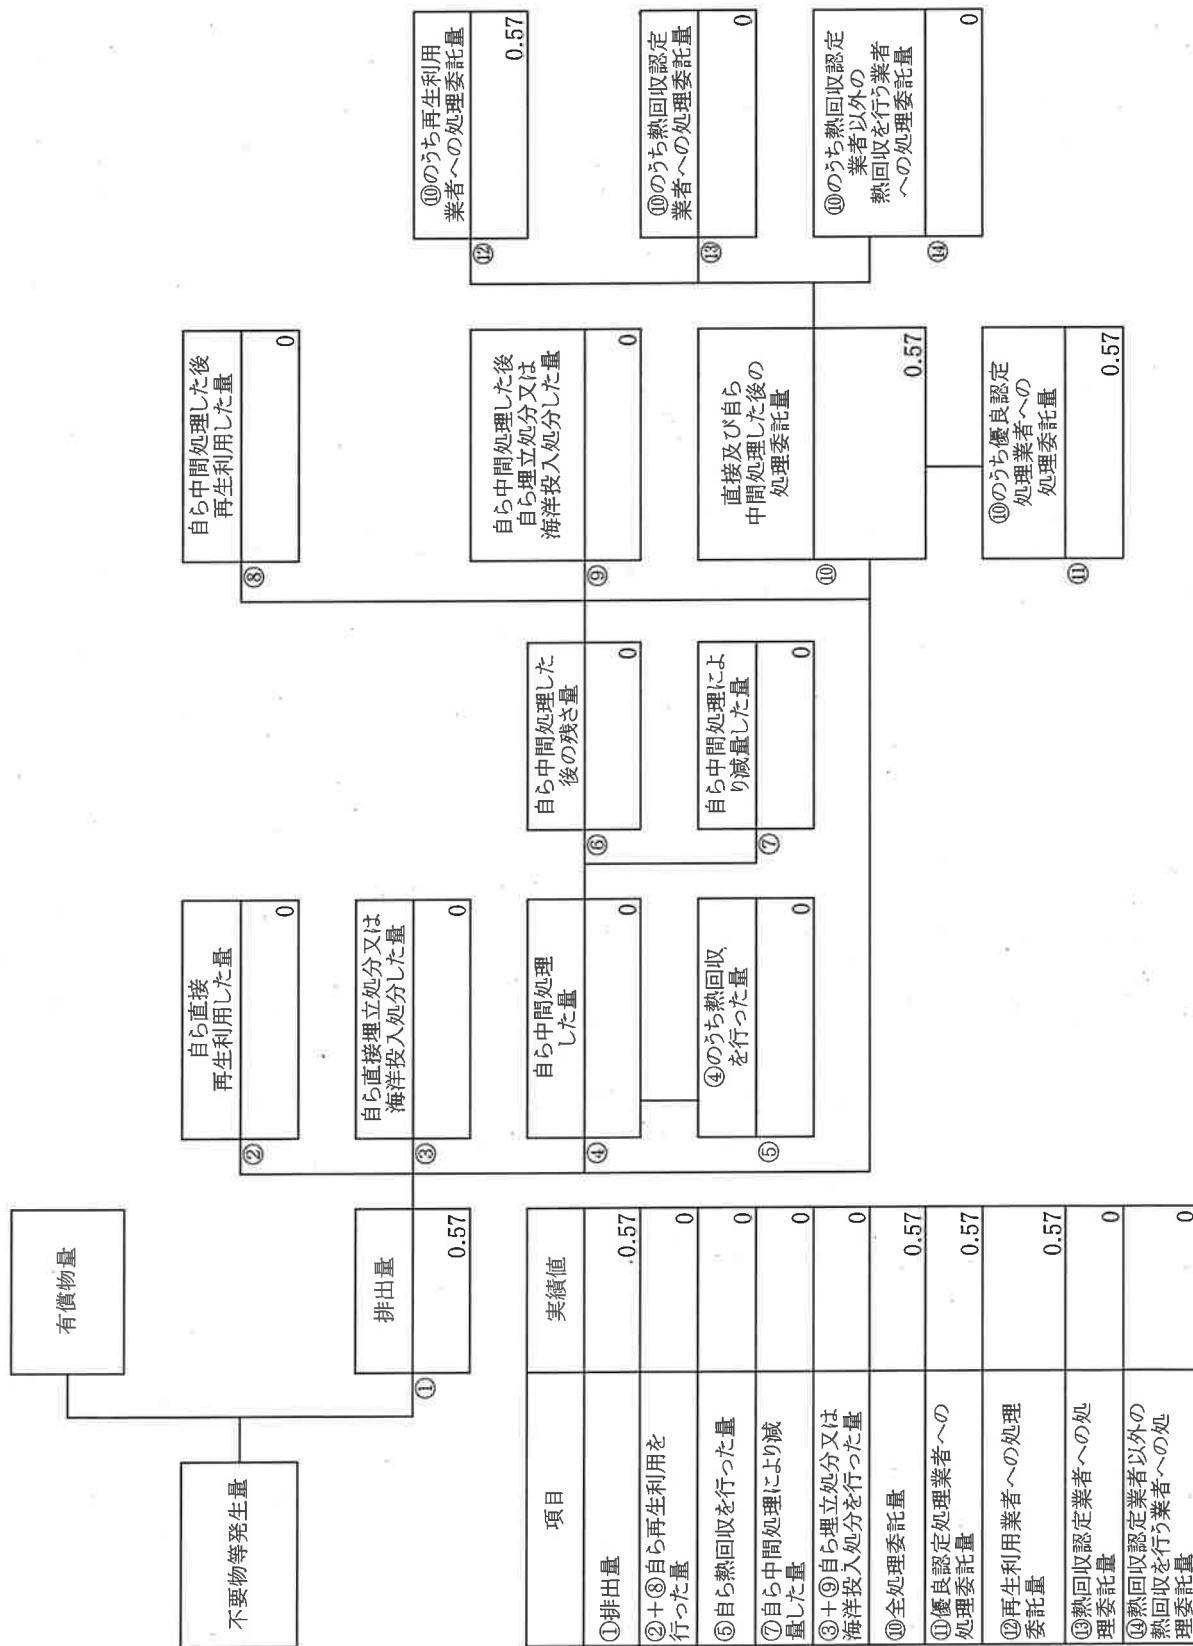 不要物等発生量
有償物量
排出量
①
0.57
自ら直接
再生利用した量
②
0
自ら直接埋立処分又は
海洋投入処分した量
③
0
自ら中間処理
した量
④
0
④のうち熱回収
を行った量
⑤
0
自ら中間処理した
後の残さ量
⑥
0
自ら中間処理によ
り減量した量
⑦
0
自ら中間処理した後
再生利用した量
⑧
0
自ら中間処理した後
自ら埋立処分又は
海洋投入処分した量
⑨
0
直接及び自ら
中間処理した後の
処理委託量
⑩
0.57
⑩のうち優良認定
処理業者への
処理委託量
⑪
0.57
⑩のうち再生利用
業者への処理委託量
⑫
0.57
⑩のうち熱回収認定
業者への処理委託量
⑬
0
⑩のうち熱回収認定
業者以外の
熱回収を行う業者
への処理委託量
⑭
0
項目
実績値
①排出量
0.57
②+⑧自ら再生利用を
行った量
0
⑤自ら熱回収を行った量
0
⑦自ら中間処理により減
量した量
0
③+⑨自ら埋立処分又は
海洋投入処分を行った量
0
⑩全処理委託量
0.57
⑪優良認定処理業者への
処理委託量
0.57
⑫再生利用業者への処理
委託量
0.57
⑬熱回収認定業者への処
理委託量
0
⑭熱回収認定業者以外の
熱回収を行う業者への処
理委託量
0